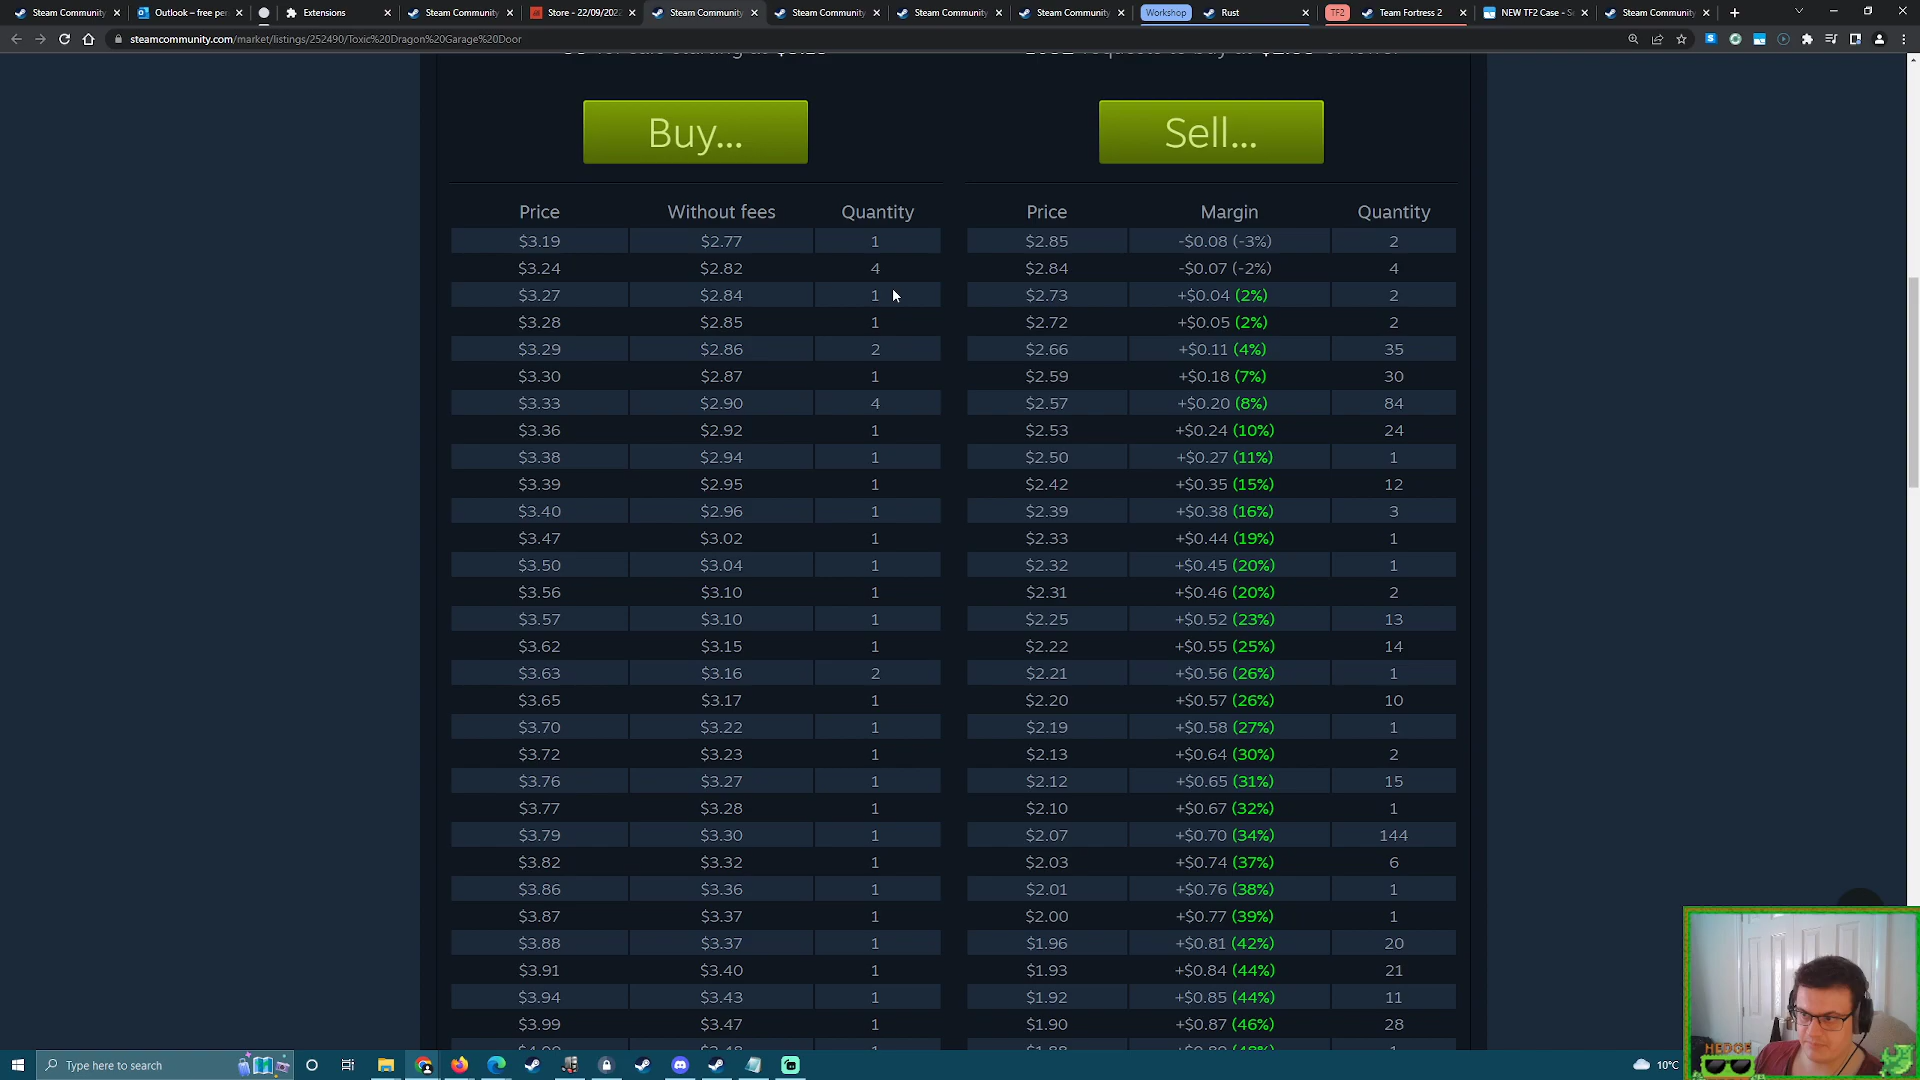 Steam Community
Outlook – free pe
Extensions
Steam Community
Store - 22/09/202
Steam Community
Steam Community
Steam Community
Steam Community
Workshop
Rust
TF2
Team Fortress 2
NEW TF2 Case - S
Steam Community
steamcommunity.com/market/listings/252490/Toxic%20Dragon%20Garage%20Door
Buy...
Sell...
Price Without fees Quantity Price Margin Quantity
$3.19 $2.77 1 $2.85 -$0.08 (-3%) 2
$3.24 $2.82 4 $2.84 -$0.07 (-2%) 4
$3.27 $2.84 1 $2.73 +$0.04 (2%) 2
$3.28 $2.85 1 $2.72 +$0.05 (2%) 2
$3.29 $2.86 2 $2.66 +$0.11 (4%) 35
$3.30 $2.87 1 $2.59 +$0.18 (7%) 30
$3.33 $2.90 4 $2.57 +$0.20 (8%) 84
$3.36 $2.92 1 $2.53 +$0.24 (10%) 24
$3.38 $2.94 1 $2.50 +$0.27 (11%) 1
$3.39 $2.95 1 $2.42 +$0.35 (15%) 12
$3.40 $2.96 1 $2.39 +$0.38 (16%) 3
$3.47 $3.02 1 $2.33 +$0.44 (19%) 1
$3.50 $3.04 1 $2.32 +$0.45 (20%) 1
$3.56 $3.10 1 $2.31 +$0.46 (20%) 2
$3.57 $3.10 1 $2.25 +$0.52 (23%) 13
$3.62 $3.15 1 $2.22 +$0.55 (25%) 14
$3.63 $3.16 2 $2.21 +$0.56 (26%) 1
$3.65 $3.17 1 $2.20 +$0.57 (26%) 10
$3.70 $3.22 1 $2.19 +$0.58 (27%) 1
$3.72 $3.23 1 $2.13 +$0.64 (30%) 2
$3.76 $3.27 1 $2.12 +$0.65 (31%) 15
$3.77 $3.28 1 $2.10 +$0.67 (32%) 1
$3.79 $3.30 1 $2.07 +$0.70 (34%) 144
$3.82 $3.32 1 $2.03 +$0.74 (37%) 6
$3.86 $3.36 1 $2.01 +$0.76 (38%) 1
$3.87 $3.37 1 $2.00 +$0.77 (39%) 1
$3.88 $3.37 1 $1.96 +$0.81 (42%) 20
$3.91 $3.40 1 $1.93 +$0.84 (44%) 21
$3.94 $3.43 1 $1.92 +$0.85 (44%) 11
$3.99 $3.47 1 $1.90 +$0.87 (46%) 28
HEDGE
Type here to search
10°C